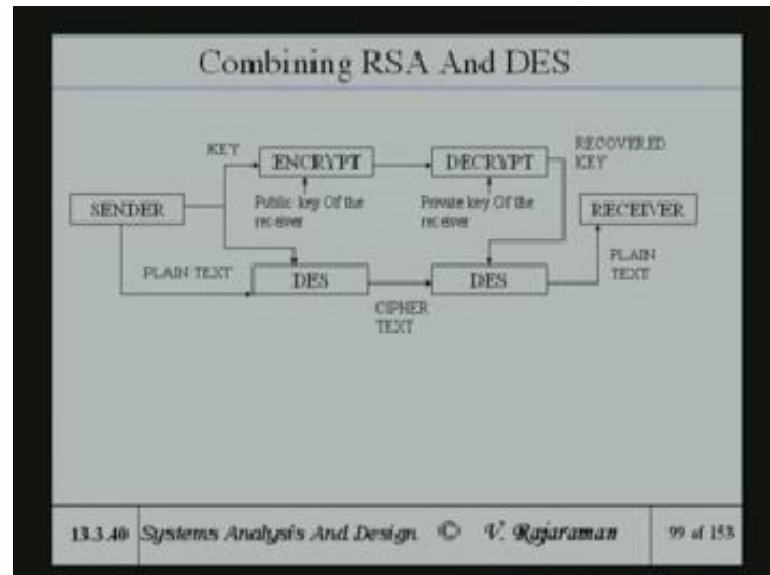 Combining RSA And DES
KEY
ENCRYPT
DECRYPT
RECOVERED
KEY
SENDER
Public key Of the
receiver
Private key Of the
receiver
RECEIVER
PLAIN TEXT
DES
DES
PLAIN
TEXT
CIPHER
TEXT
13.3.40 Systems Analysis And Design © V. Rajaraman 99 of 153